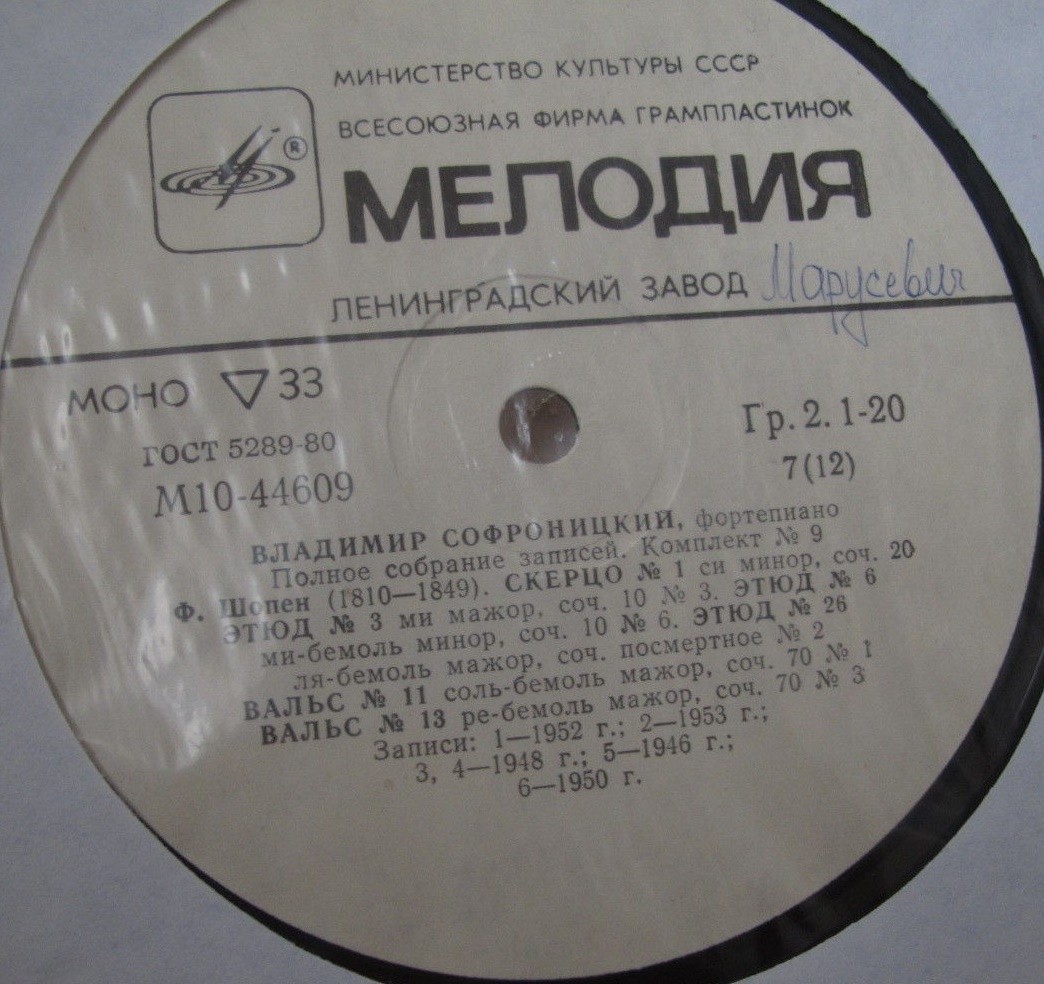 МИНИСТЕРСТВО КУЛЬТУРЫ СССР
ВСЕСОЮЗНАЯ ФИРМА ГРАМПЛАСТИНОК
®
МЕЛОДИЯ
ЛЕНИНГРАДСКИЙ ЗАВОД Марусевич
МОНО ▽ 33
ГОСТ 5289-80
М10-44609
Гр. 2. 1-20
7(12)
ВЛАДИМИР СОФРОНИЦКИЙ, фортепиано
Полное собрание записей. Комплект № 9
Ф. Шопен (1810—1849). СКЕРЦО № 1 си минор, соч. 20
ЭТЮД № 3 ми мажор, соч. 10 № 3. ЭТЮД № 6
ми-бемоль минор, соч. 10 № 6. ЭТЮД № 26
ля-бемоль мажор, соч. посмертное № 2
ВАЛЬС № 11 соль-бемоль мажор, соч. 70 № 1
ВАЛЬС № 13 ре-бемоль мажор, соч. 70 № 3
Записи: 1—1952 г.; 2—1953 г.;
3, 4—1948 г.; 5—1946 г.;
6—1950 г.